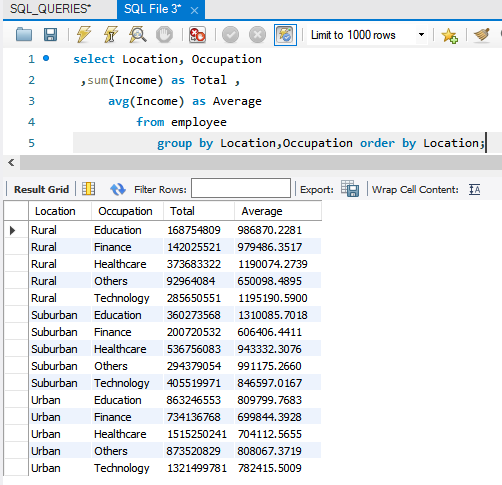 SQL_QUERIES* SQL File 3*
Limit to 1000 rows
1 select Location, Occupation
2 ,sum(Income) as Total ,
3 avg(Income) as Average
4 from employee
5 group by Location,Occupation order by Location;
Result Grid Filter Rows: Export: Wrap Cell Content:
Location Occupation Total Average
Rural Education 168754809 986870.2281
Rural Finance 142025521 979486.3517
Rural Healthcare 373683322 1190074.2739
Rural Others 92964084 650098.4895
Rural Technology 285650551 1195190.5900
Suburban Education 360273568 1310085.7018
Suburban Finance 200720532 606406.4411
Suburban Healthcare 536756083 943332.3076
Suburban Others 294379054 991175.2660
Suburban Technology 405519971 846597.0167
Urban Education 863246553 809799.7683
Urban Finance 734136768 699844.3928
Urban Healthcare 1515250241 704112.5655
Urban Others 873520829 808067.3719
Urban Technology 1321499781 782415.5009